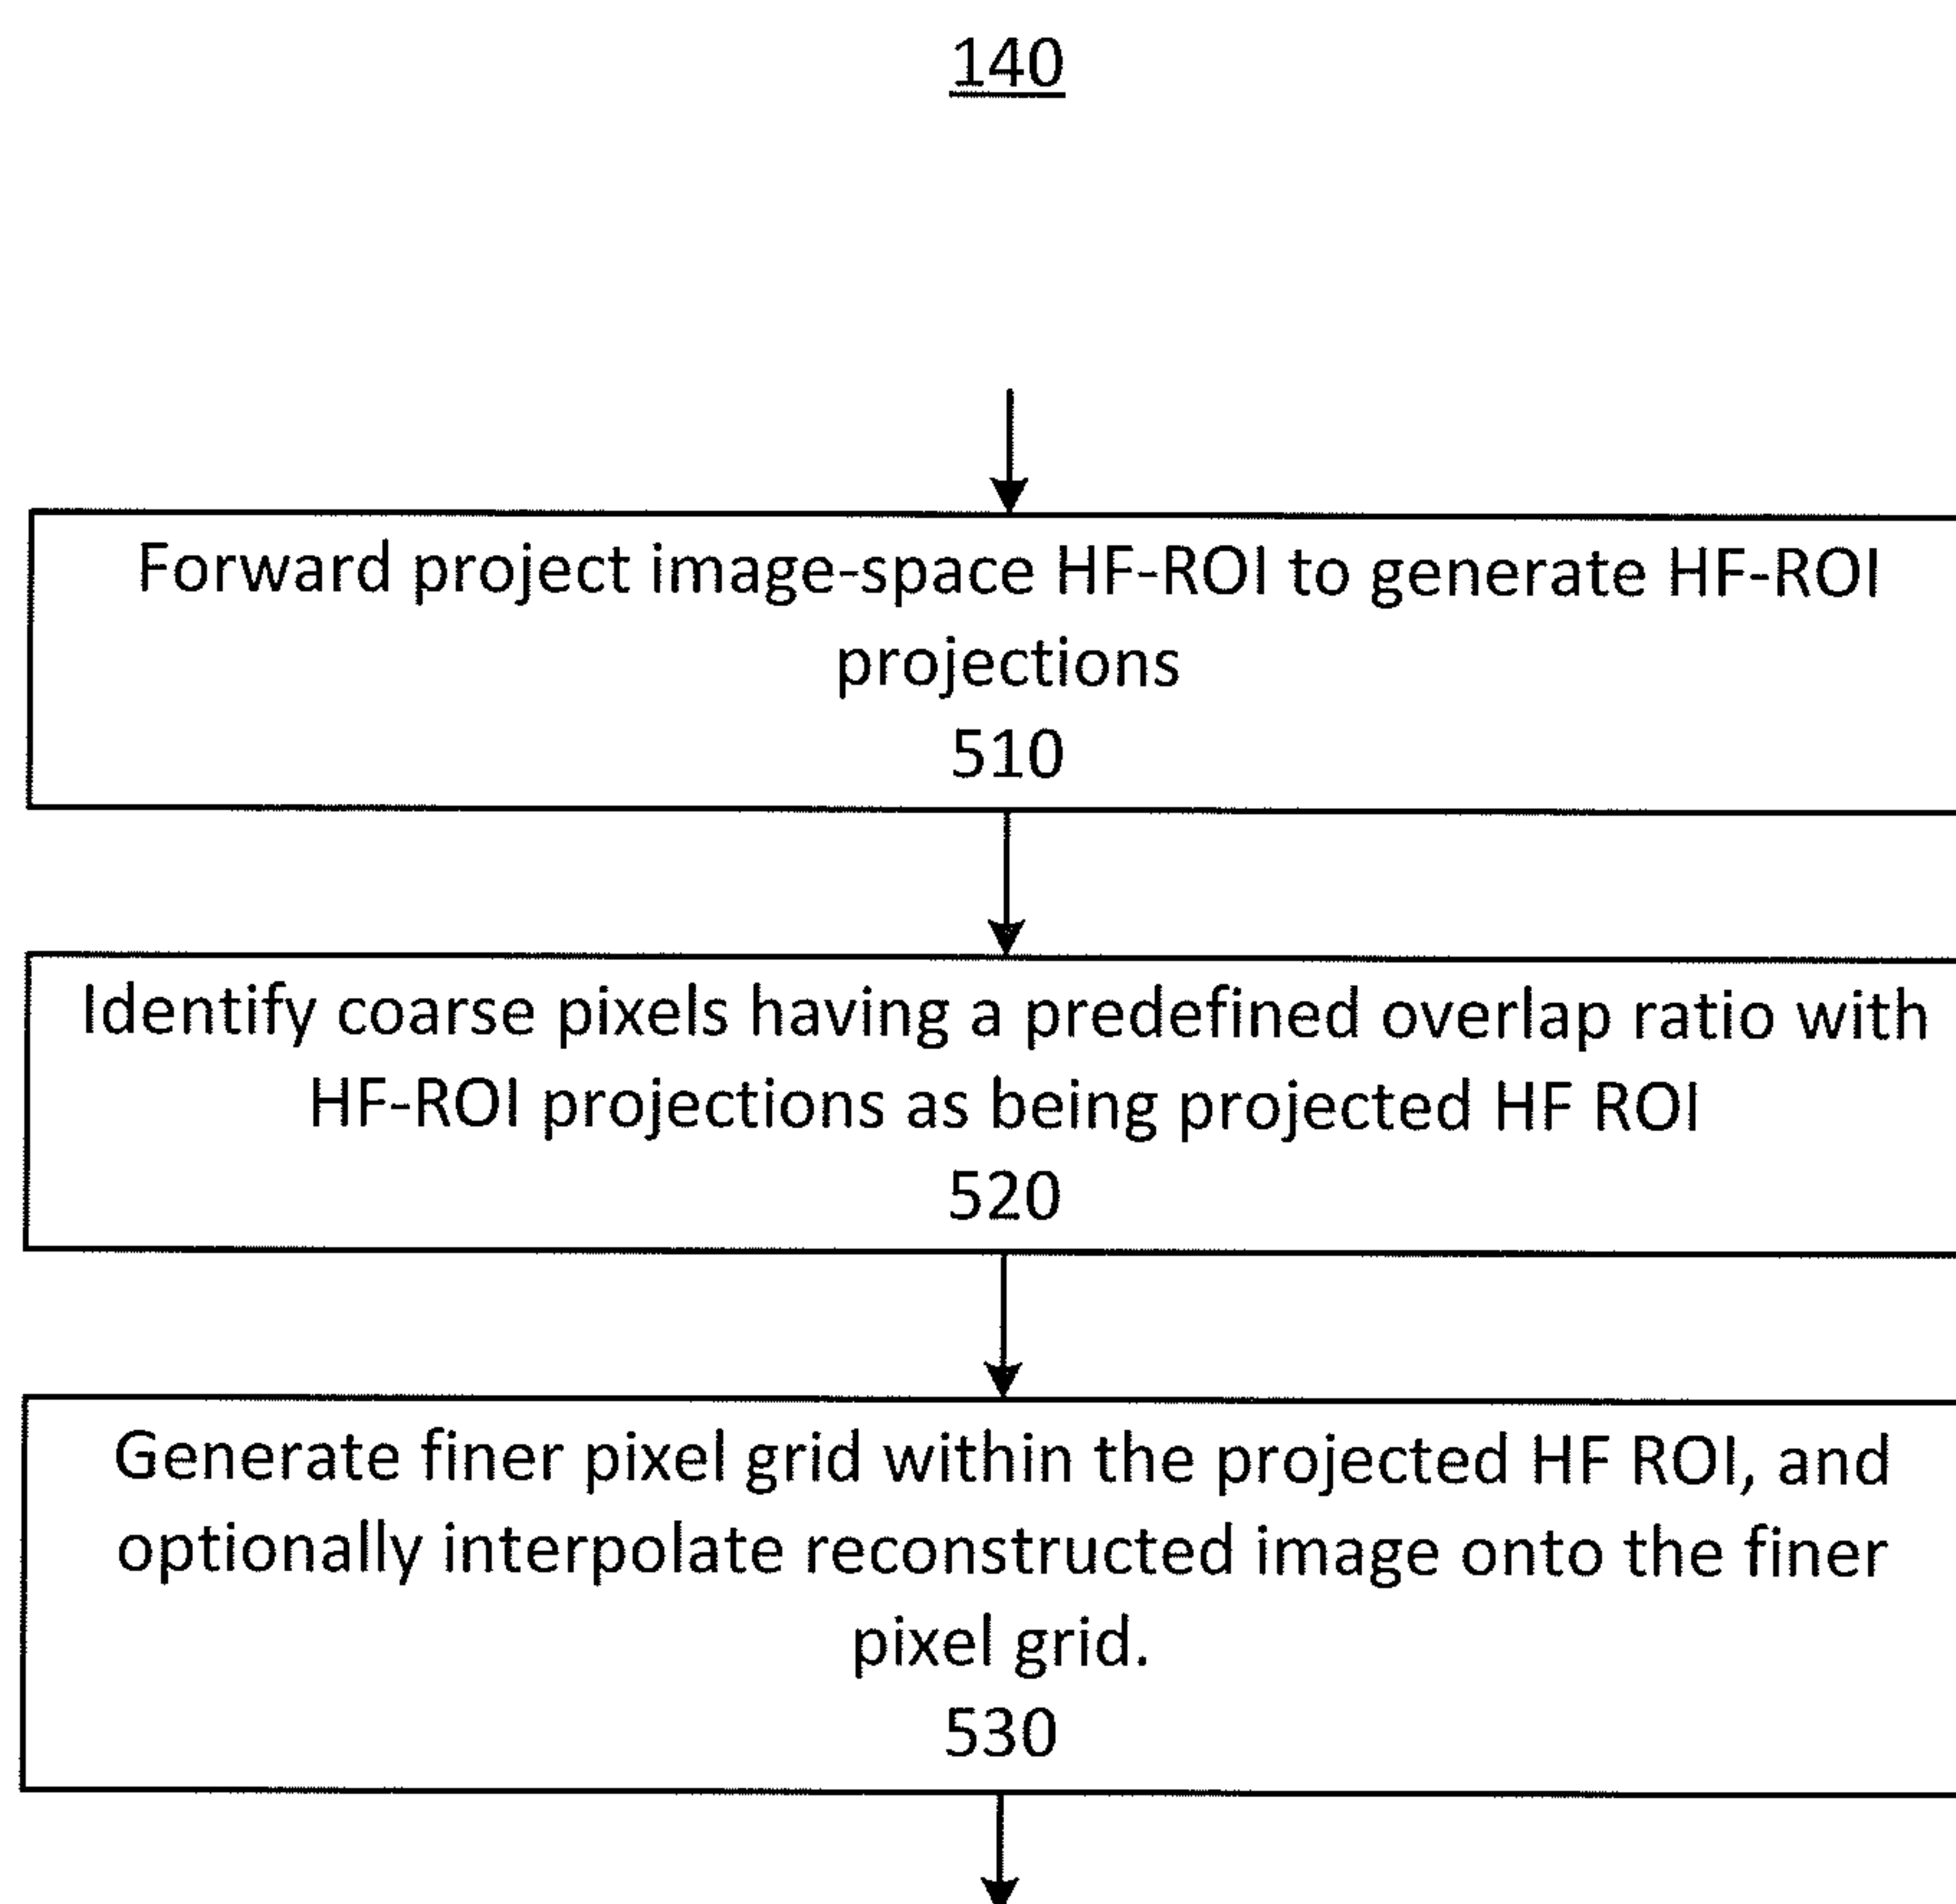 140
Forward project image-space HF-ROI to generate HF-ROI
projections
510
Identify coarse pixels having a predefined overlap ratio with
HF-ROI projections as being projected HF ROI
520
Generate finer pixel grid within the projected HF ROI, and
optionally interpolate reconstructed image onto the finer
pixel grid.
530